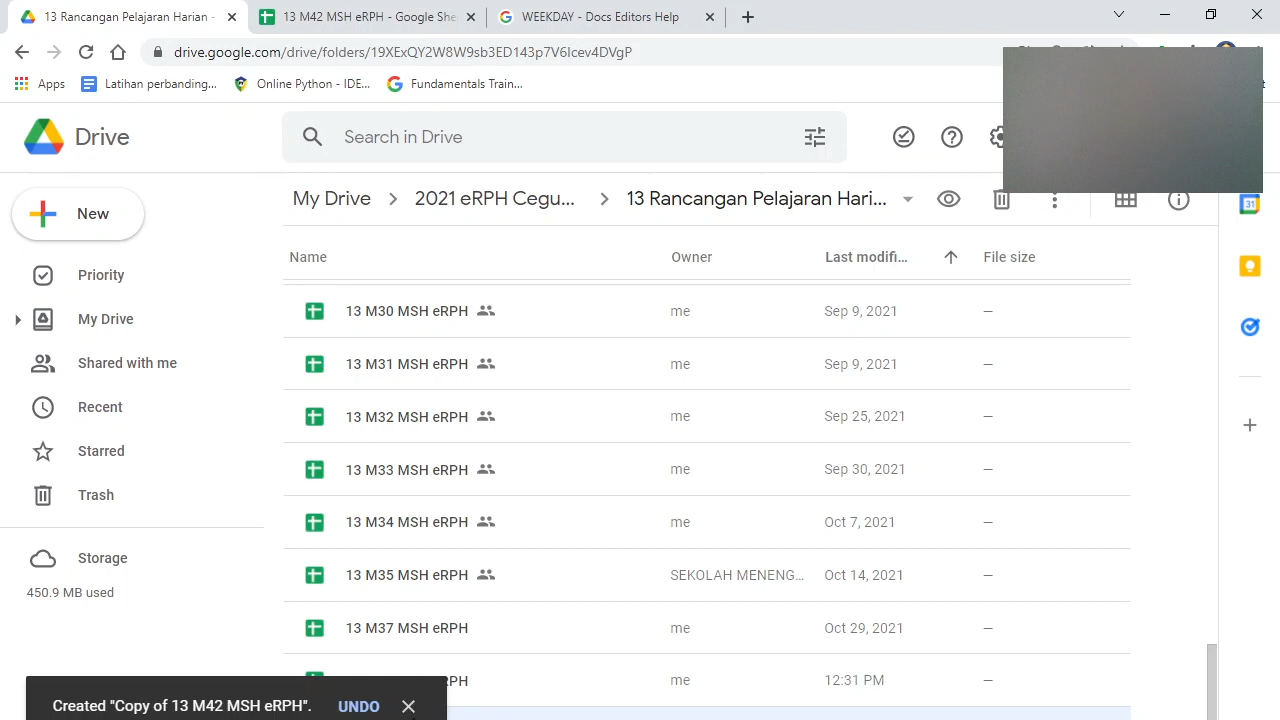 13 Rancangan Pelajaran Harian -
13 M42 MSH eRPH - Google She
WEEKDAY - Docs Editors Help
Apps
Latihan perbanding...
Online Python - IDE...
Fundamentals Train...
Drive
Search in Drive
New
My Drive
2021 eRPH Cegu...
13 Rancangan Pelajaran Hari...
Priority
My Drive
Shared with me
Recent
Starred
Trash
Storage
450.9 MB used
Name Owner Last modifi... File size
13 M30 MSH eRPH me Sep 9, 2021 —
13 M31 MSH eRPH me Sep 9, 2021 —
13 M32 MSH eRPH me Sep 25, 2021 —
13 M33 MSH eRPH me Sep 30, 2021 —
13 M34 MSH eRPH me Oct 7, 2021 —
13 M35 MSH eRPH SEKOLAH MENENG... Oct 14, 2021 —
13 M37 MSH eRPH me Oct 29, 2021 —
me 12:31 PM —
Created "Copy of 13 M42 MSH eRPH". UNDO
31